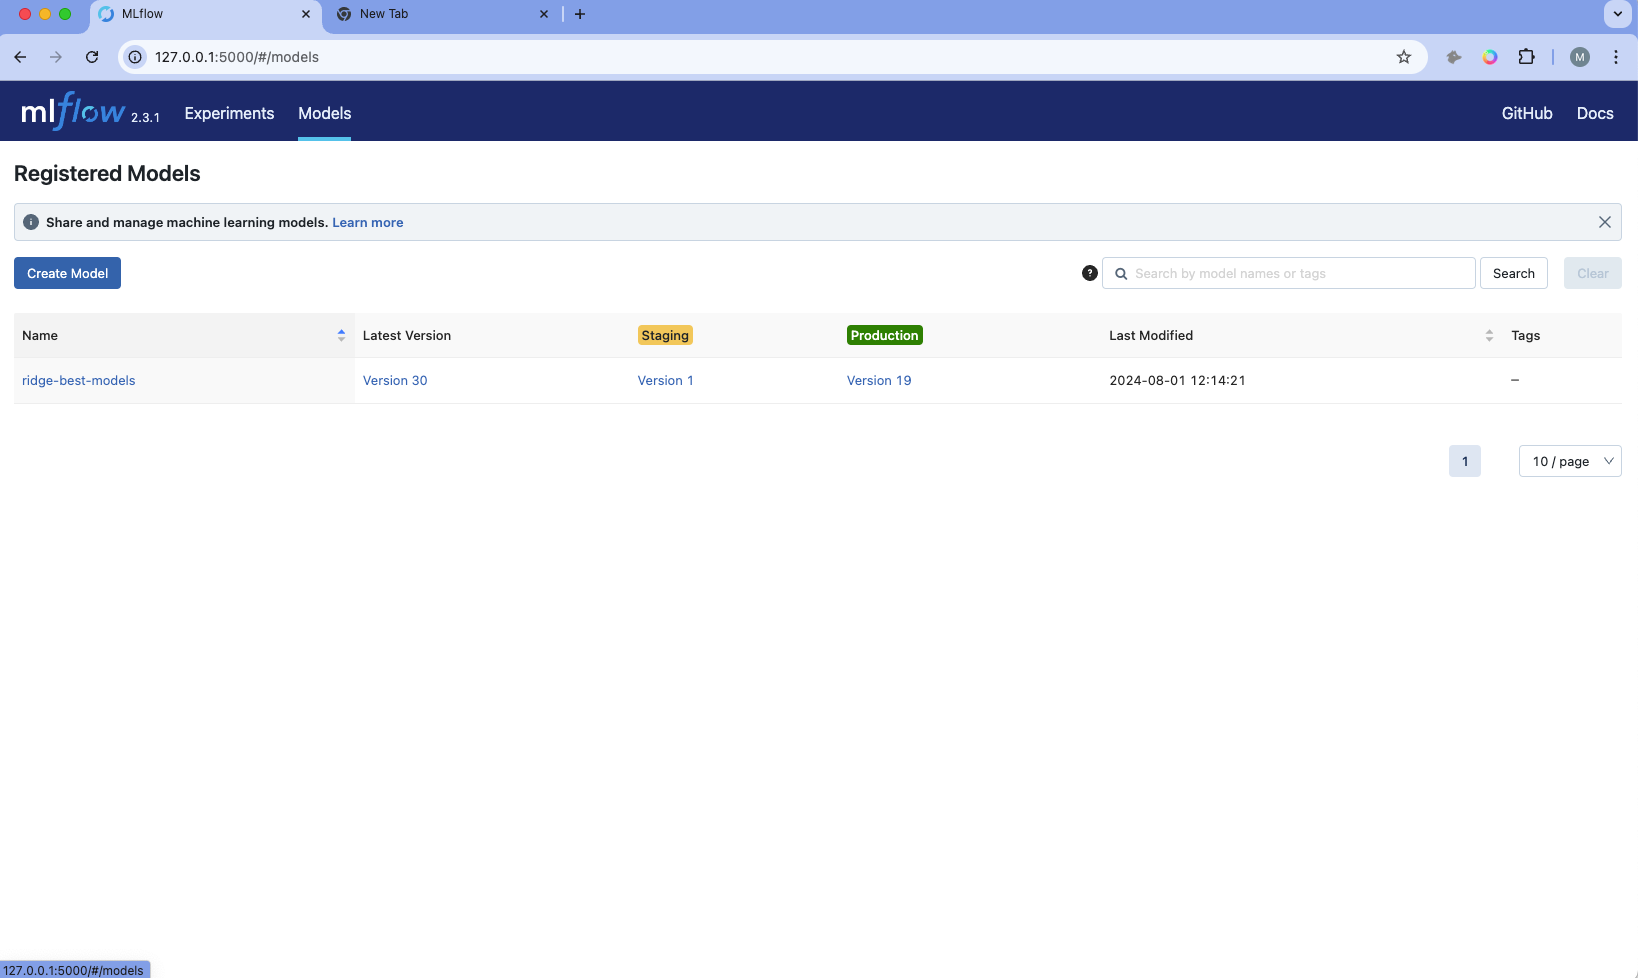 MLflow
New Tab
127.0.0.1:5000/#/models
M
mlflow 2.3.1 Experiments Models GitHub Docs
Registered Models
Share and manage machine learning models. Learn more
Create Model
? Search by model names or tags Search Clear
Name Latest Version Staging Production Last Modified Tags
ridge-best-models Version 30 Version 1 Version 19 2024-08-01 12:14:21 –
1 10 / page
127.0.0.1:5000/#/models